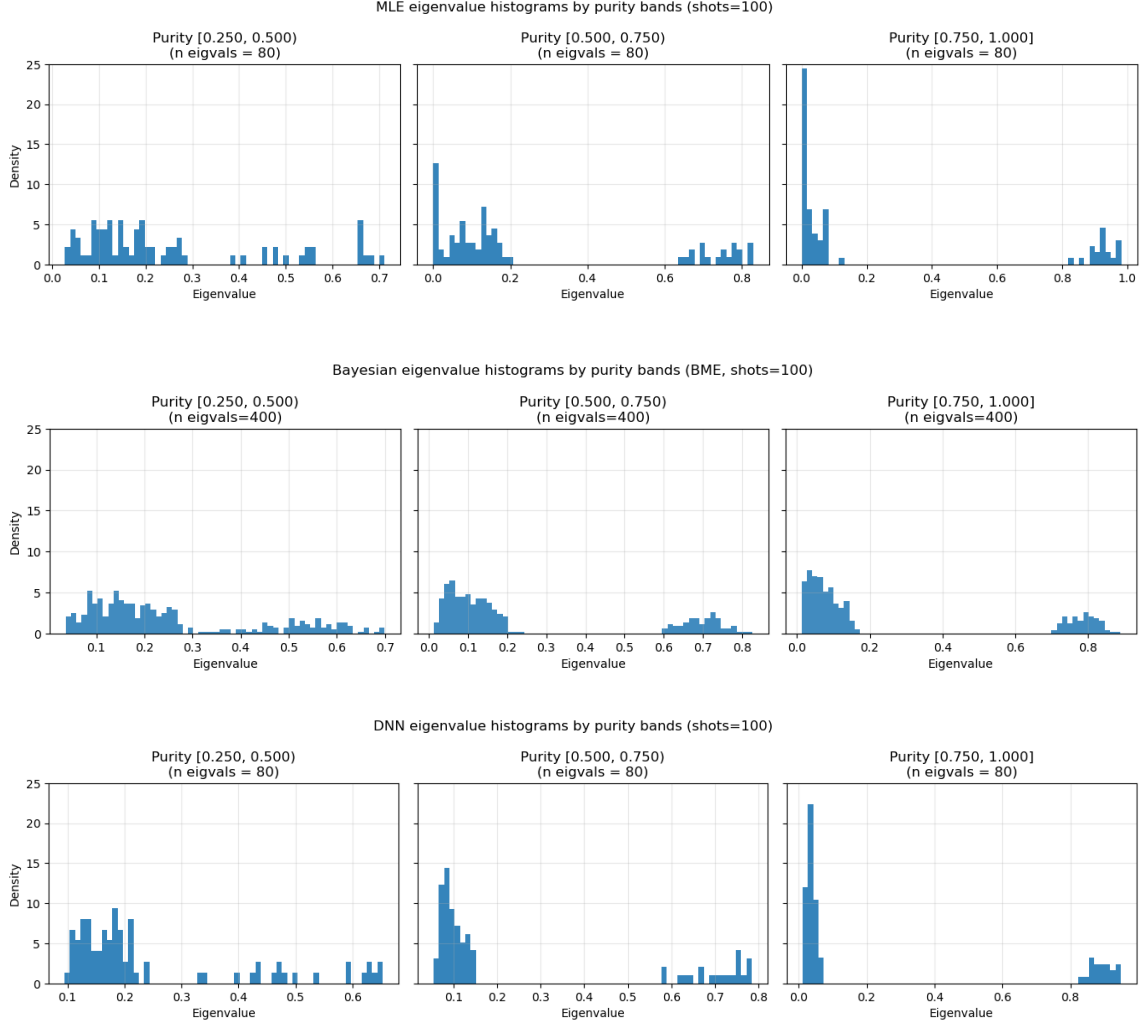 MLE eigenvalue histograms by purity bands (shots=100)
Purity [0.250, 0.500) Purity [0.500, 0.750) Purity [0.750, 1.000]
(n eigvals = 80) (n eigvals = 80) (n eigvals = 80)
25
20
15
10
5
0
Density
0.0 0.1 0.2 0.3 0.4 0.5 0.6 0.7 0.0 0.2 0.4 0.6 0.8 0.0 0.2 0.4 0.6 0.8 1.0
Eigenvalue Eigenvalue Eigenvalue
Bayesian eigenvalue histograms by purity bands (BME, shots=100)
Purity [0.250, 0.500) Purity [0.500, 0.750) Purity [0.750, 1.000]
(n eigvals=400) (n eigvals=400) (n eigvals=400)
25
20
15
10
5
0
Density
0.1 0.2 0.3 0.4 0.5 0.6 0.7 0.0 0.1 0.2 0.3 0.4 0.5 0.6 0.7 0.8 0.0 0.2 0.4 0.6 0.8
Eigenvalue Eigenvalue Eigenvalue
DNN eigenvalue histograms by purity bands (shots=100)
Purity [0.250, 0.500) Purity [0.500, 0.750) Purity [0.750, 1.000]
(n eigvals = 80) (n eigvals = 80) (n eigvals = 80)
25
20
15
10
5
0
Density
0.1 0.2 0.3 0.4 0.5 0.6 0.1 0.2 0.3 0.4 0.5 0.6 0.7 0.8 0.0 0.2 0.4 0.6 0.8
Eigenvalue Eigenvalue Eigenvalue